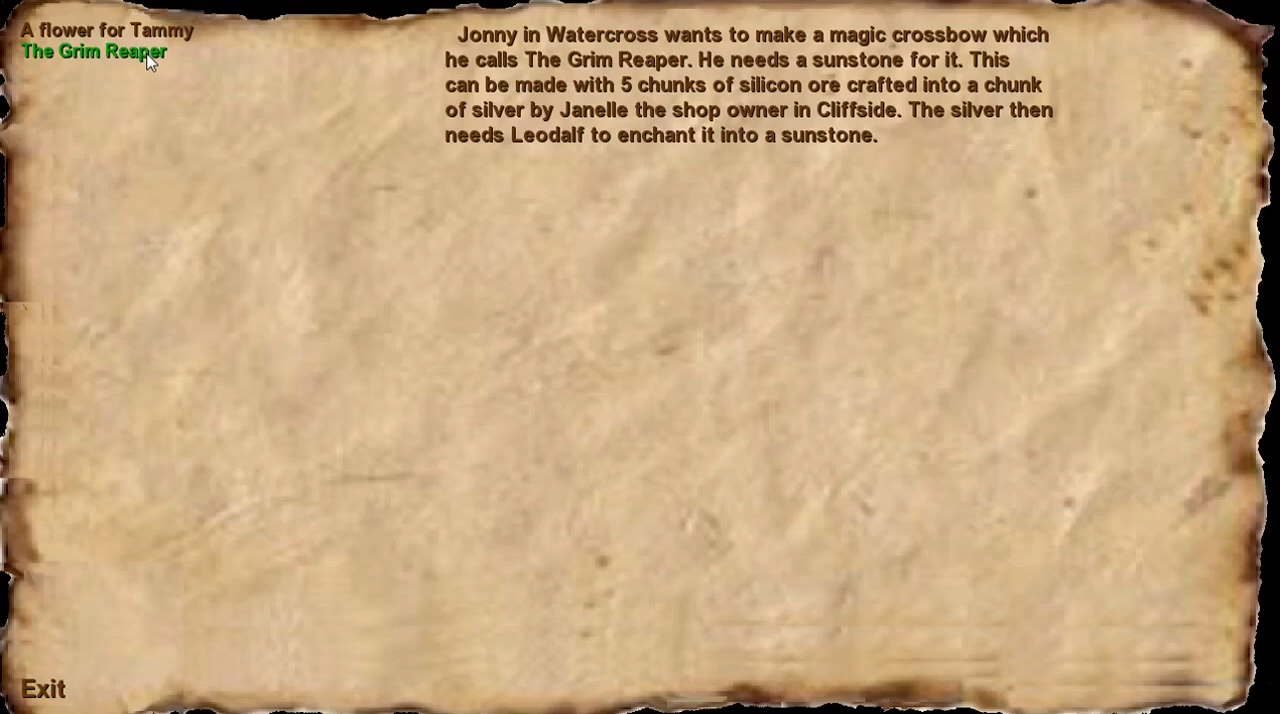 A flower for Tammy
The Grim Reaper
Jonny in Watercross wants to make a magic crossbow which
he calls The Grim Reaper. He needs a sunstone for it. This
can be made with 5 chunks of silicon ore crafted into a chunk
of silver by Janelle the shop owner in Cliffside. The silver then
needs Leodalf to enchant it into a sunstone.
Exit